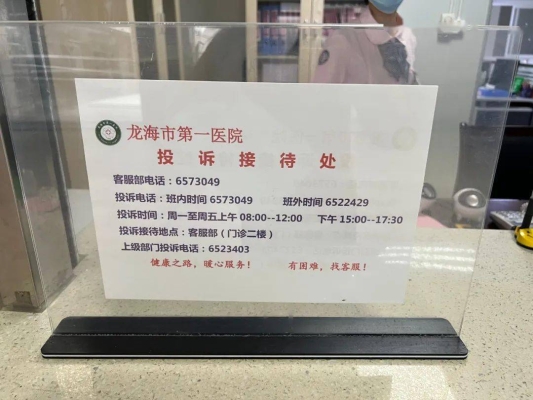 龙海市第一医院
投诉接待处
客服部电话：6573049
投诉电话：班内时间 6573049 班外时间 6522429
投诉时间：周一至周五上午 08:00--12:00 下午 15:00--17:30
投诉接待地点：客服部（门诊二楼）
上级部门投诉电话：6523403
健康之路，暖心服务！ 有困难，找客服！